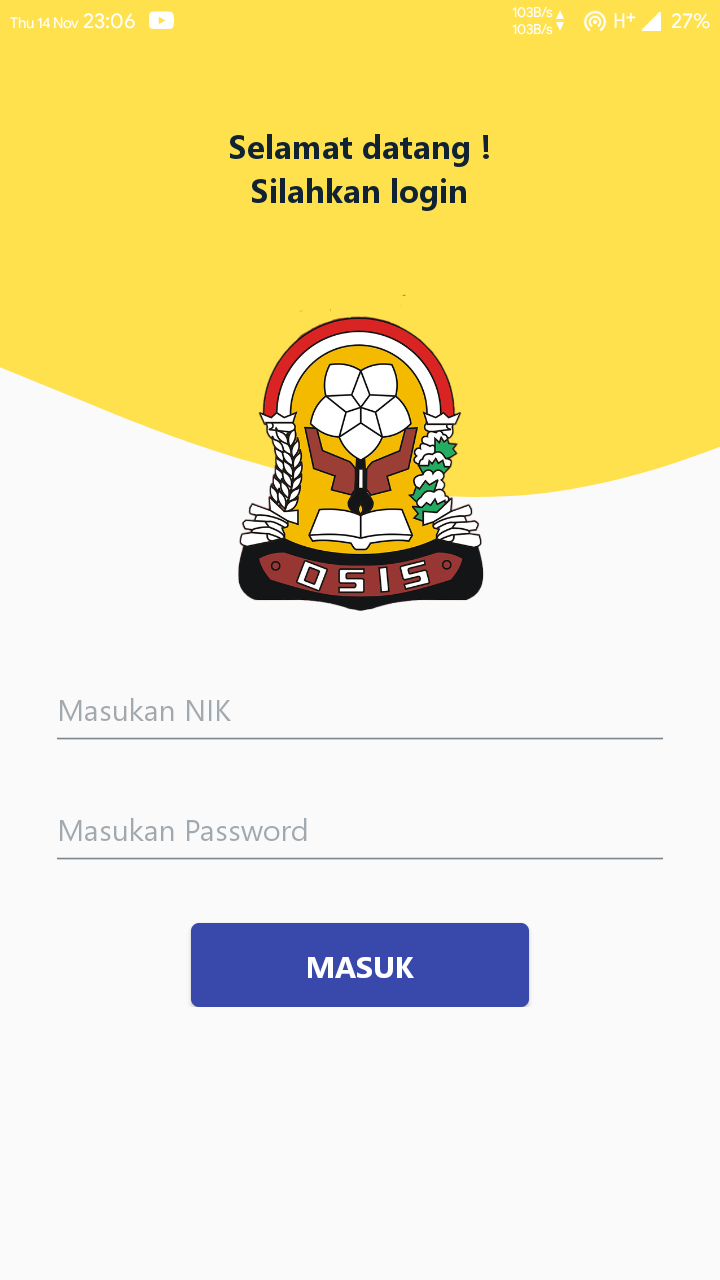 Thu 14 Nov 23:06
103B/s
103B/s
H+
27%
Selamat datang !
Silahkan login
OSIS
Masukan NIK
Masukan Password
MASUK